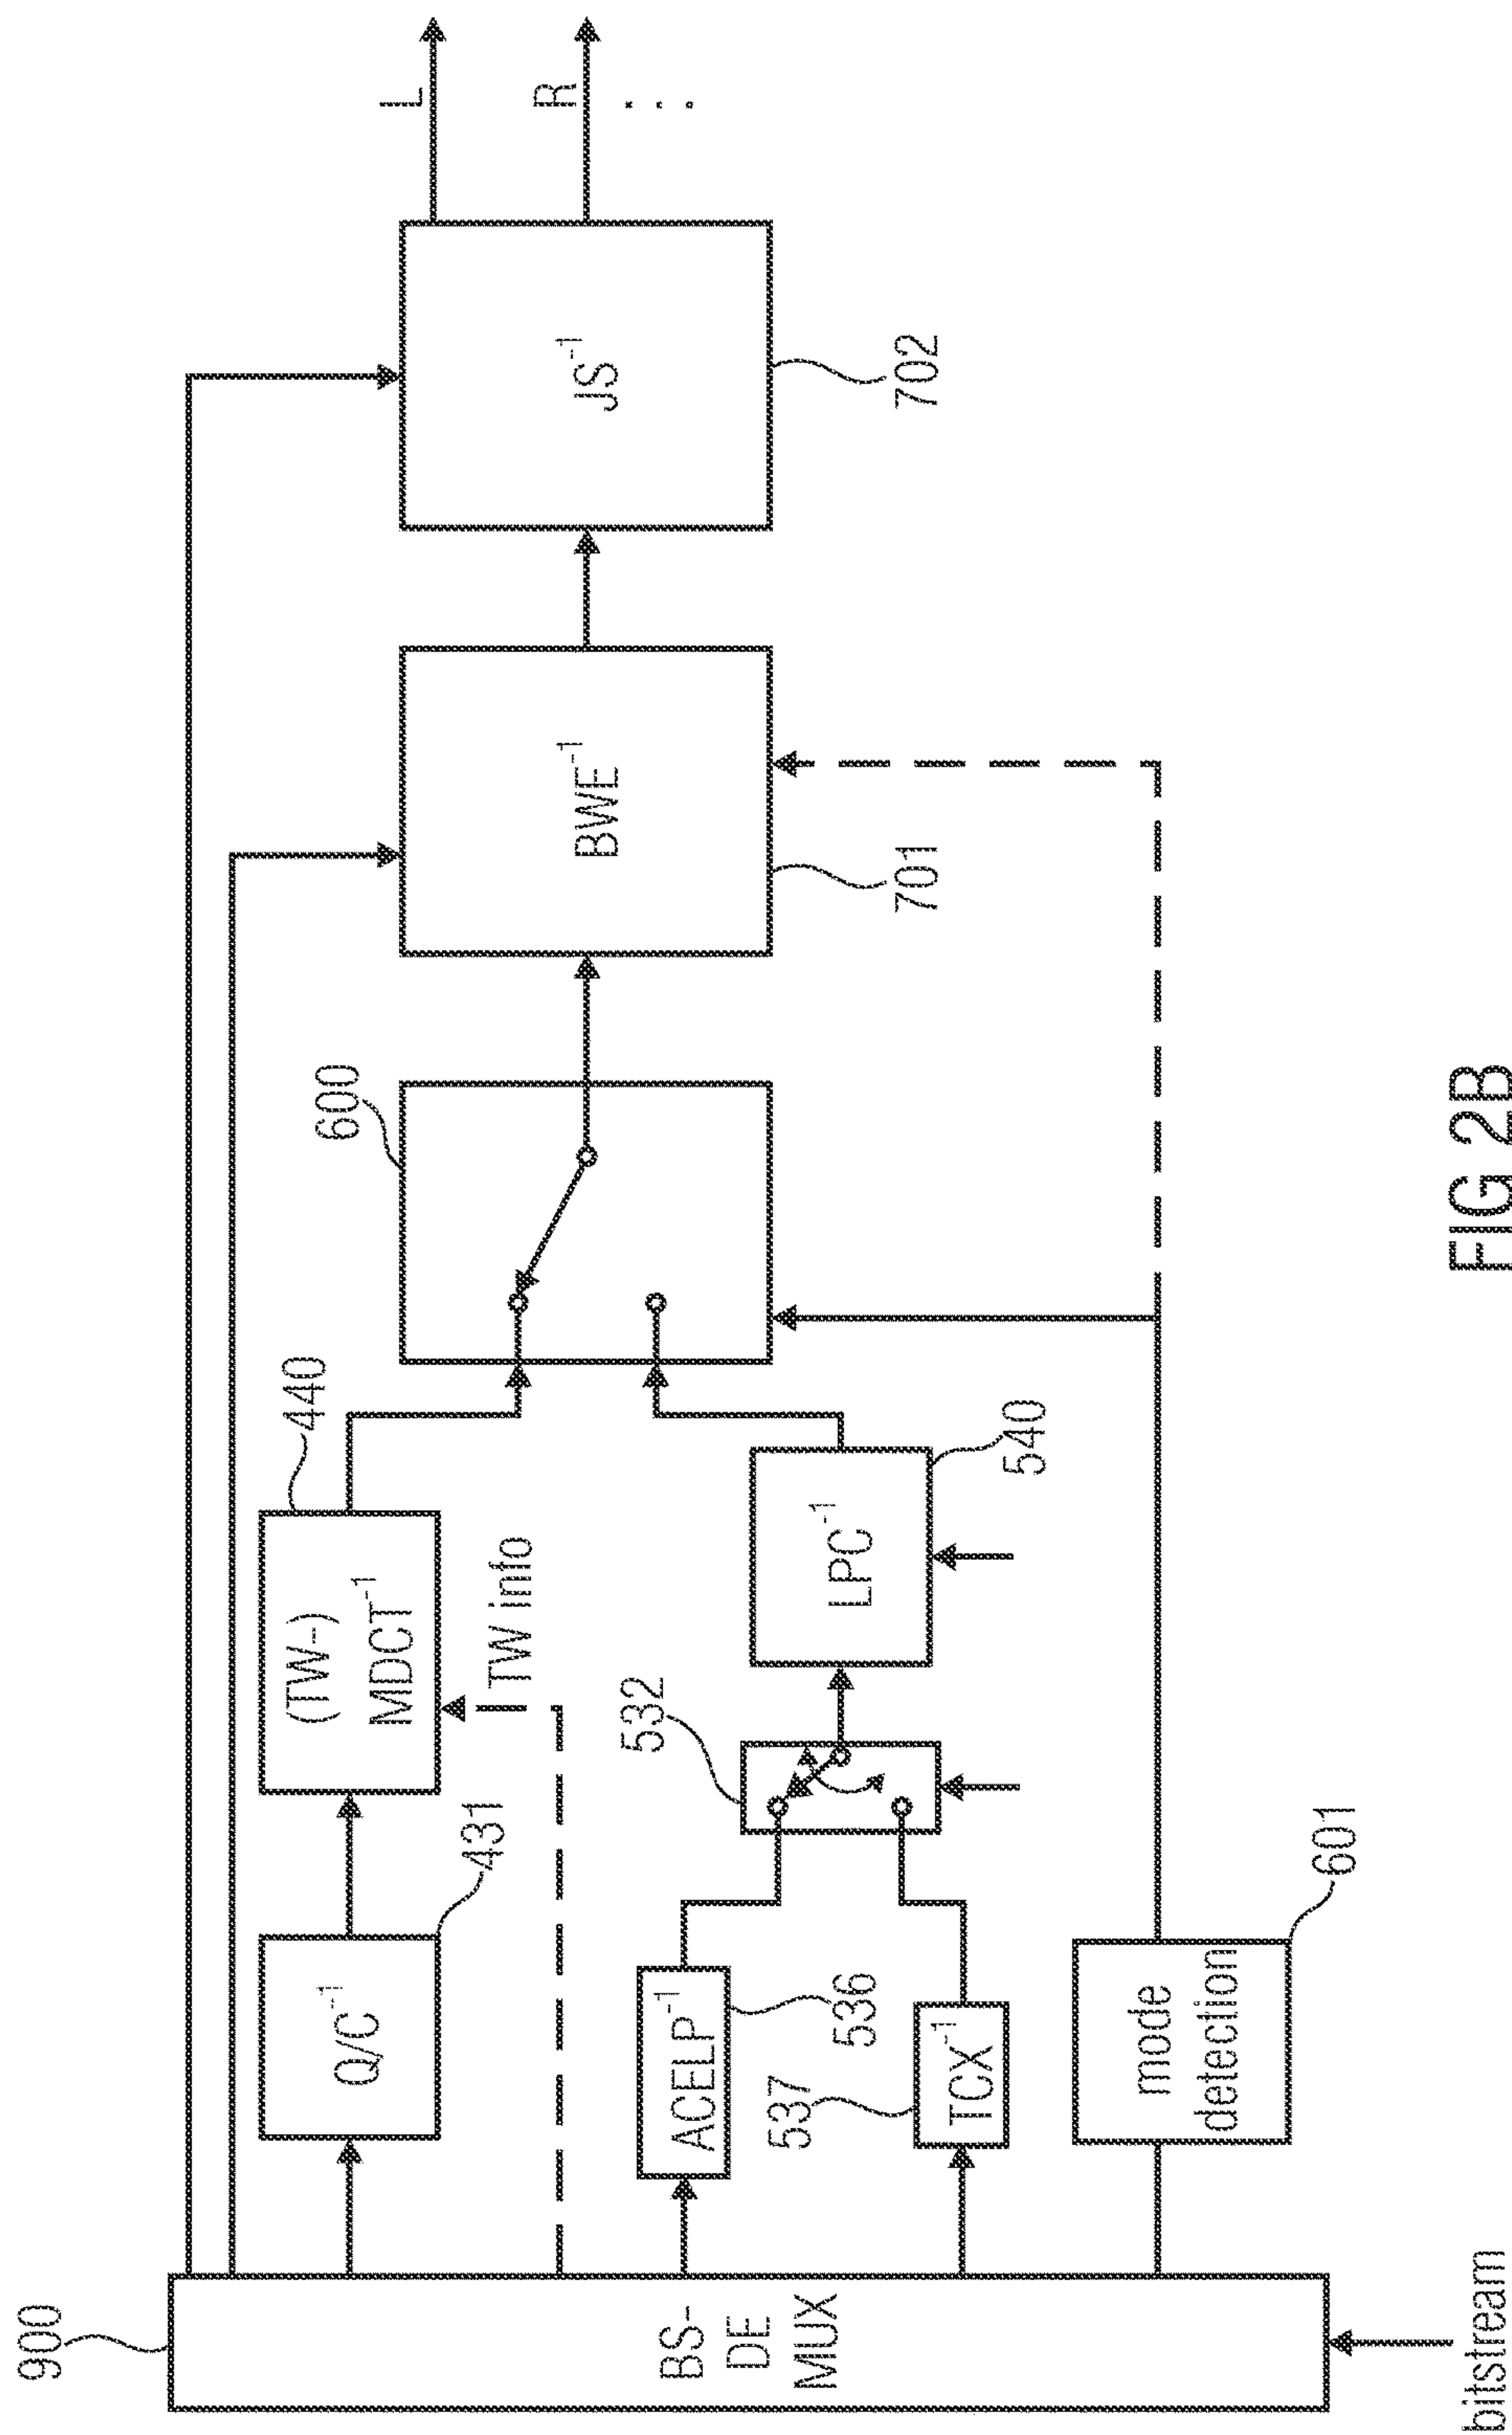 900
BS-
DE
MUX
bitstream
Q/C⁻¹
431
(TW-)
MDCT⁻¹
440
TW info
ACELP⁻¹
536
TCX⁻¹
537
532
LPC⁻¹
540
mode
detection
601
600
BWE⁻¹
701
JS⁻¹
702
L
R
...
FIG 2B